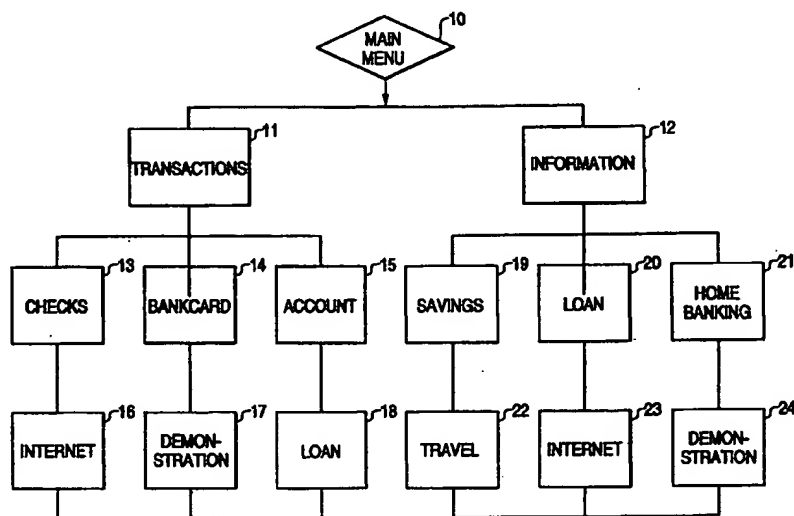 10
MAIN
MENU
11
TRANSACTIONS
12
INFORMATION
13
CHECKS
14
BANKCARD
15
ACCOUNT
19
SAVINGS
20
LOAN
21
HOME
BANKING
16
INTERNET
17
DEMON-
STRATION
18
LOAN
22
TRAVEL
23
INTERNET
24
DEMON-
STRATION